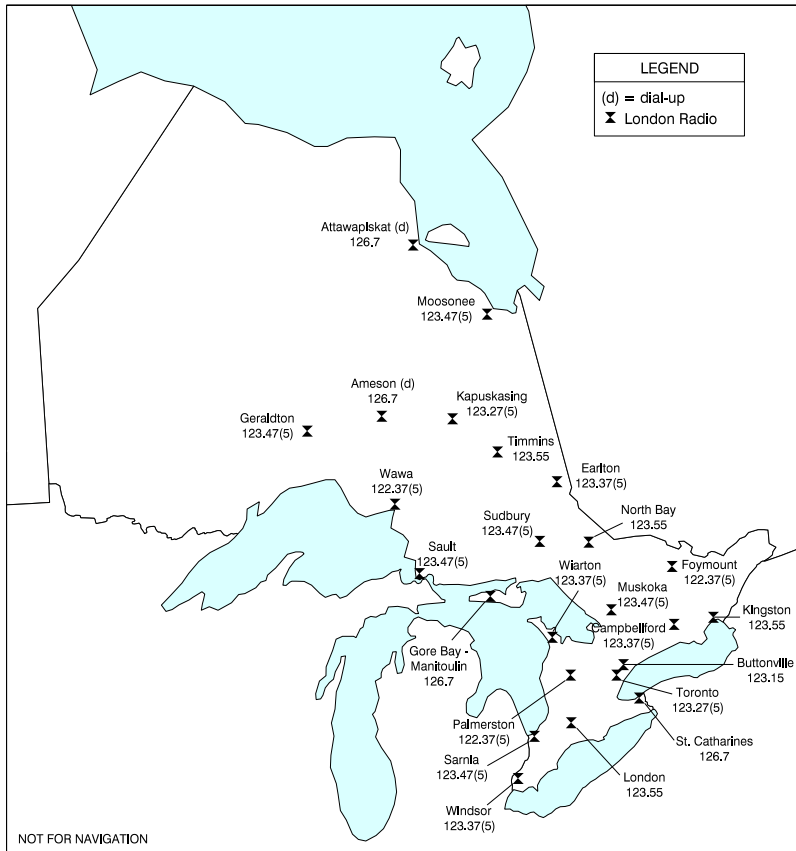 LEGEND
(d) = dial-up
London Radio
Attawapiskat (d)
126.7
Moosonee
123.47(5)
Ameson (d)
126.7
Kapuskasing
123.27(5)
Geraldton
123.47(5)
Timmins
123.55
Earlton
123.37(5)
Wawa
122.37(5)
Sudbury
123.47(5)
North Bay
123.55
Sault
123.47(5)
Wiarton
123.37(5)
Foymount
122.37(5)
Muskoka
123.47(5)
Kingston
123.55
Campbellford
123.37(5)
Gore Bay -
Manitoulin
126.7
Buttonville
123.15
Toronto
123.27(5)
Palmerston
122.37(5)
St. Catharines
126.7
Sarnia
123.47(5)
London
123.55
Windsor
123.37(5)
NOT FOR NAVIGATION